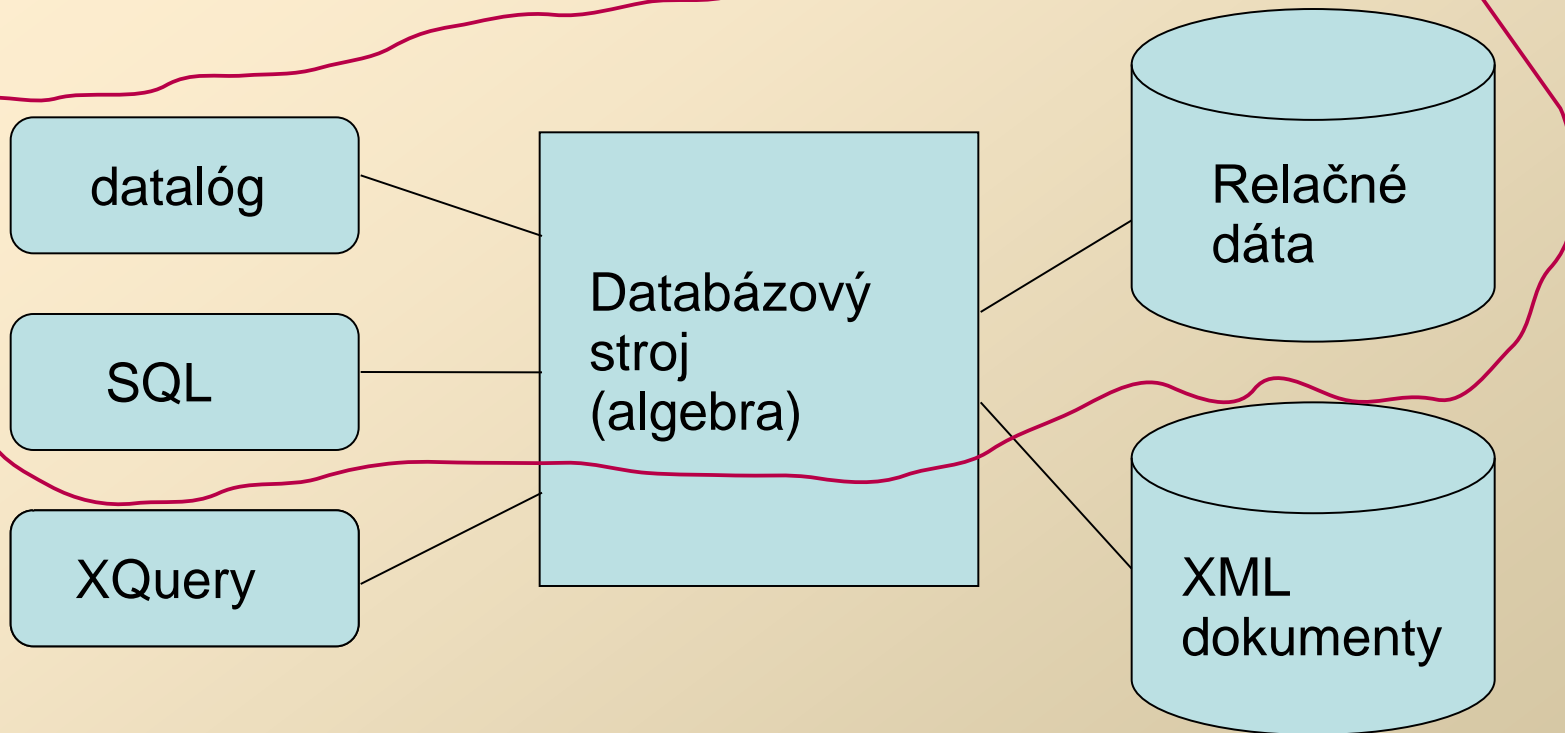 datalóg
SQL
XQuery
Databázový
stroj
(algebra)
Relačné
dáta
XML
dokumenty